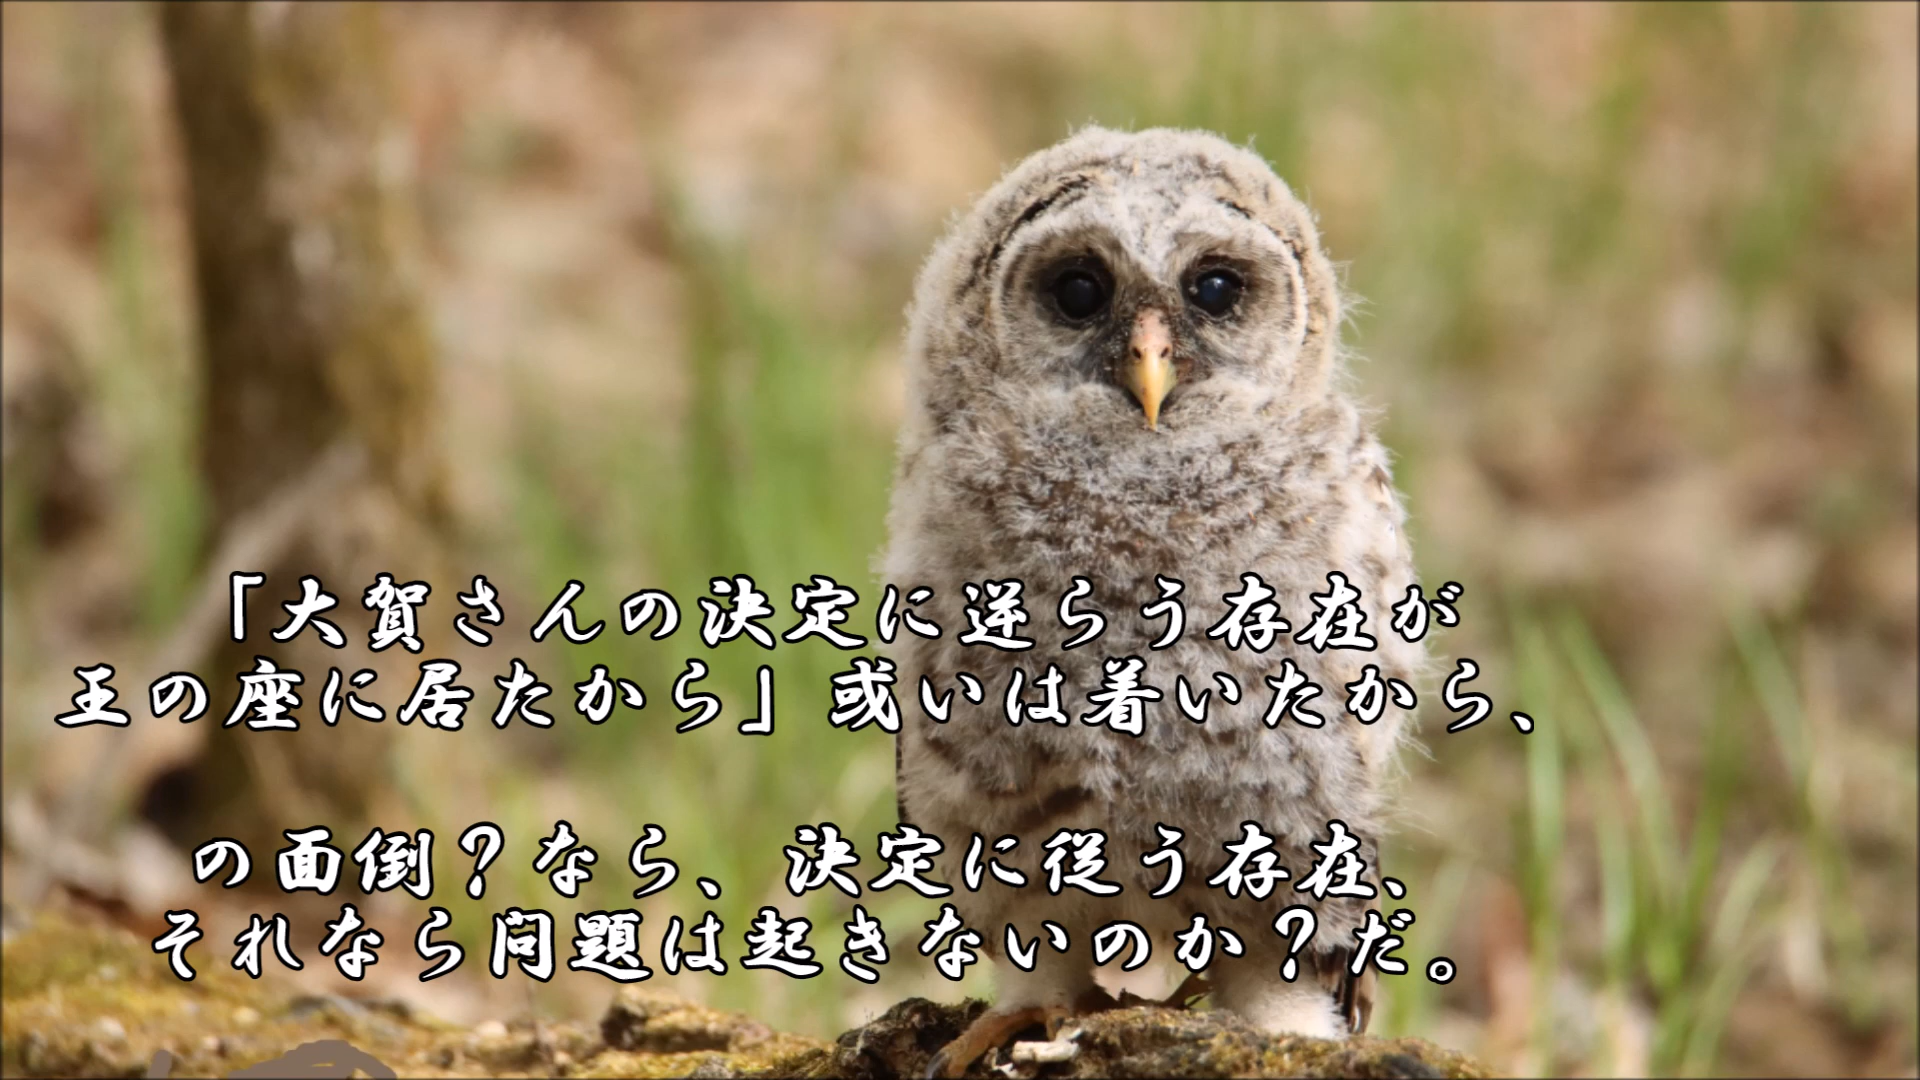 「大賀さんの決定に逆らう存在が
王の座に居たから」或いは着いたから、
の面倒？なら、決定に従う存在、
それなら問題は起きないのか？だ。